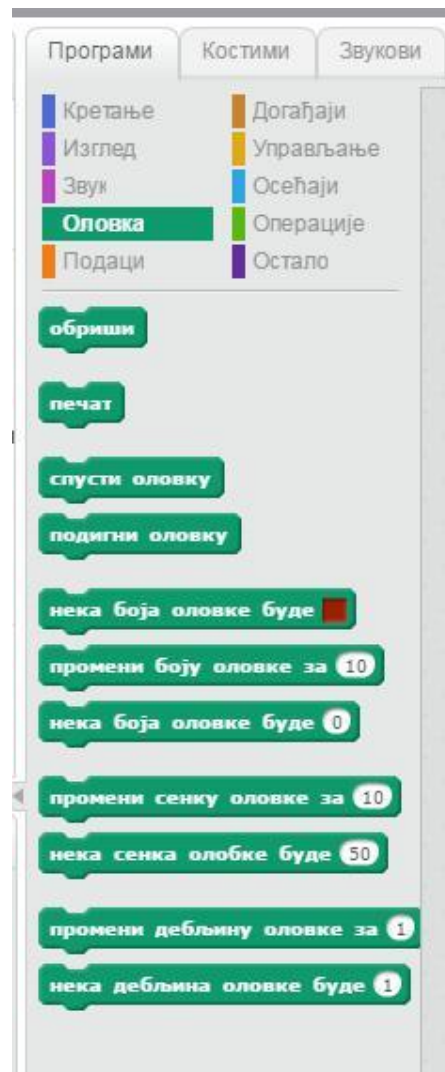 Програми Костими Звукови
Кретање Догађаји
Изглед Управљање
Звук Осећаји
Оловка Операције
Подаци Остало
обриши
печат
спусти оловку
подигни оловку
нека боја оловке буде
промени боју оловке за 10
нека боја оловке буде 0
промени сенку оловке за 10
нека сенка олобке буде 50
промени дебљину оловке за 1
нека дебљина оловке буде 1